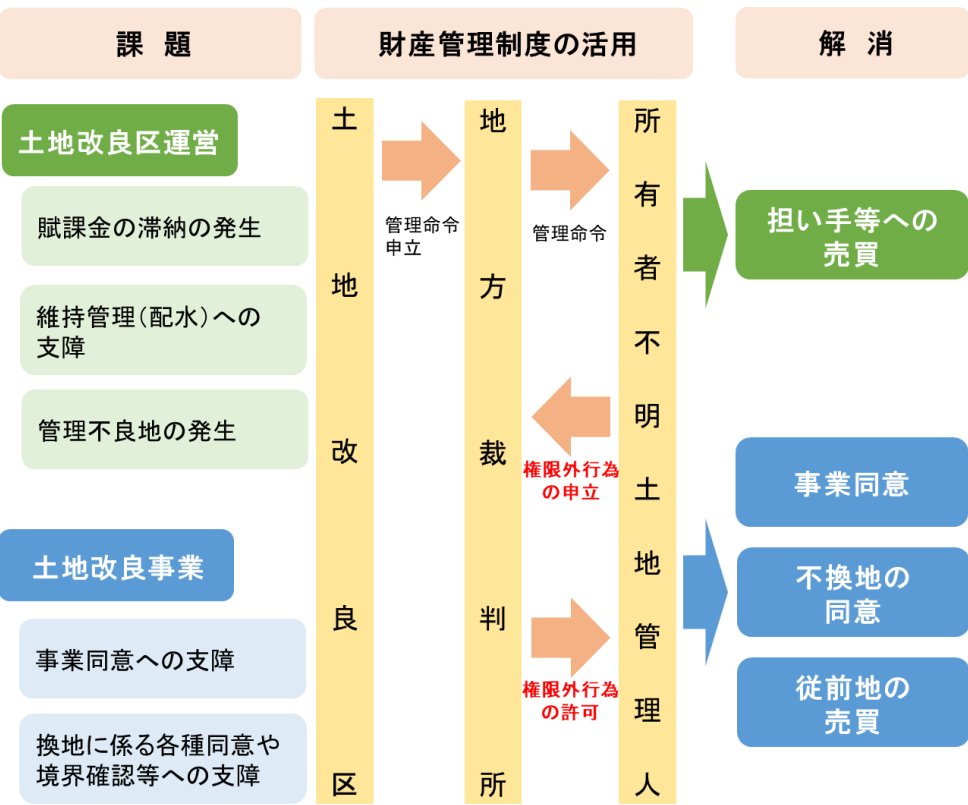 課 題
財産管理制度の活用
解 消
土地改良区運営
賦課金の滞納の発生
維持管理（配水）への
支障
管理不良地の発生
土地改良事業
事業同意への支障
換地に係る各種同意や
境界確認等への支障
土地改良区
管理命令
申立
地方裁判所
管理命令
権限外行為
の申立
権限外行為
の許可
所有者不明土地管理人
担い手等への
売買
事業同意
不換地の
同意
従前地の
売買